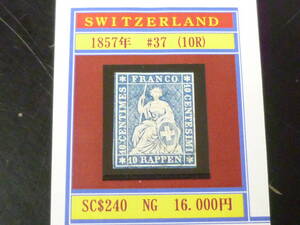 SWITZERLAND
1857年 #37 (10R)
FRANCO
10 CENTIMES
10 CENTESIMI
10 RAPPEN
SC$240 NG 16.000円